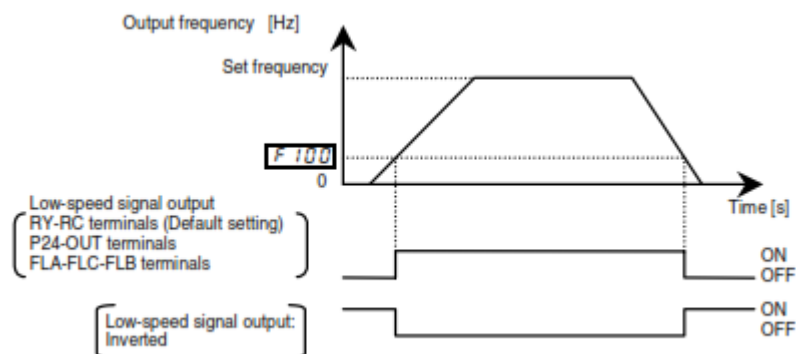 Output frequency [Hz]
Set frequency
F 100
0
Time [s]
Low-speed signal output
RY-RC terminals (Default setting)
P24-OUT terminals
FLA-FLC-FLB terminals
ON
OFF
ON
OFF
Low-speed signal output:
Inverted